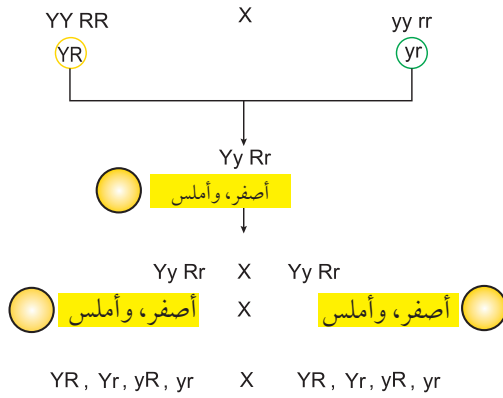 YY RR X yy rr
YR yr
Yy Rr
أصفر، وأملس
Yy Rr X Yy Rr
أصفر، وأملس X أصفر، وأملس
YR , Yr , yR , yr X YR , Yr , yR , yr